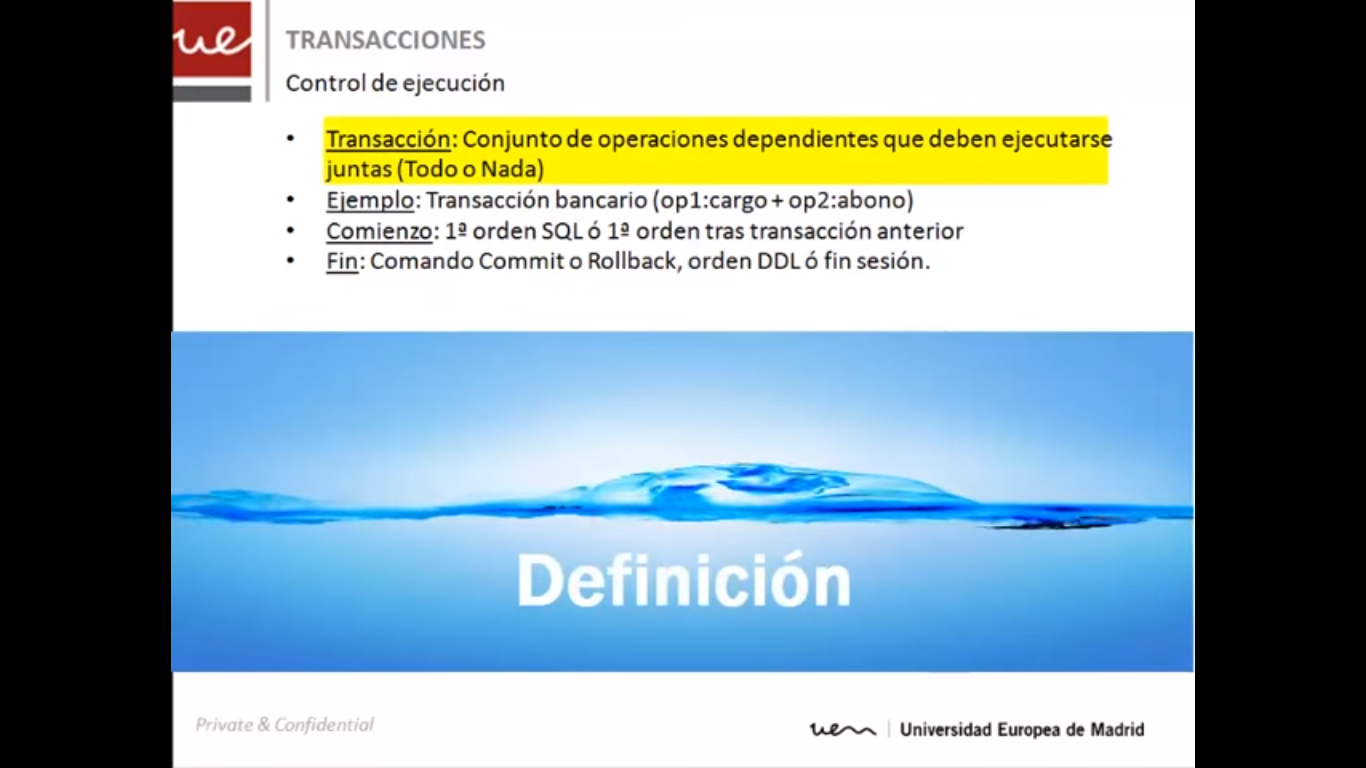 ue
TRANSACCIONES
Control de ejecución
• Transacción: Conjunto de operaciones dependientes que deben ejecutarse
juntas (Todo o Nada)
• Ejemplo: Transacción bancario (op1:cargo + op2:abono)
• Comienzo: 1ª orden SQL ó 1ª orden tras transacción anterior
• Fin: Comando Commit o Rollback, orden DDL ó fin sesión.
Definición
Private & Confidential
uem | Universidad Europea de Madrid